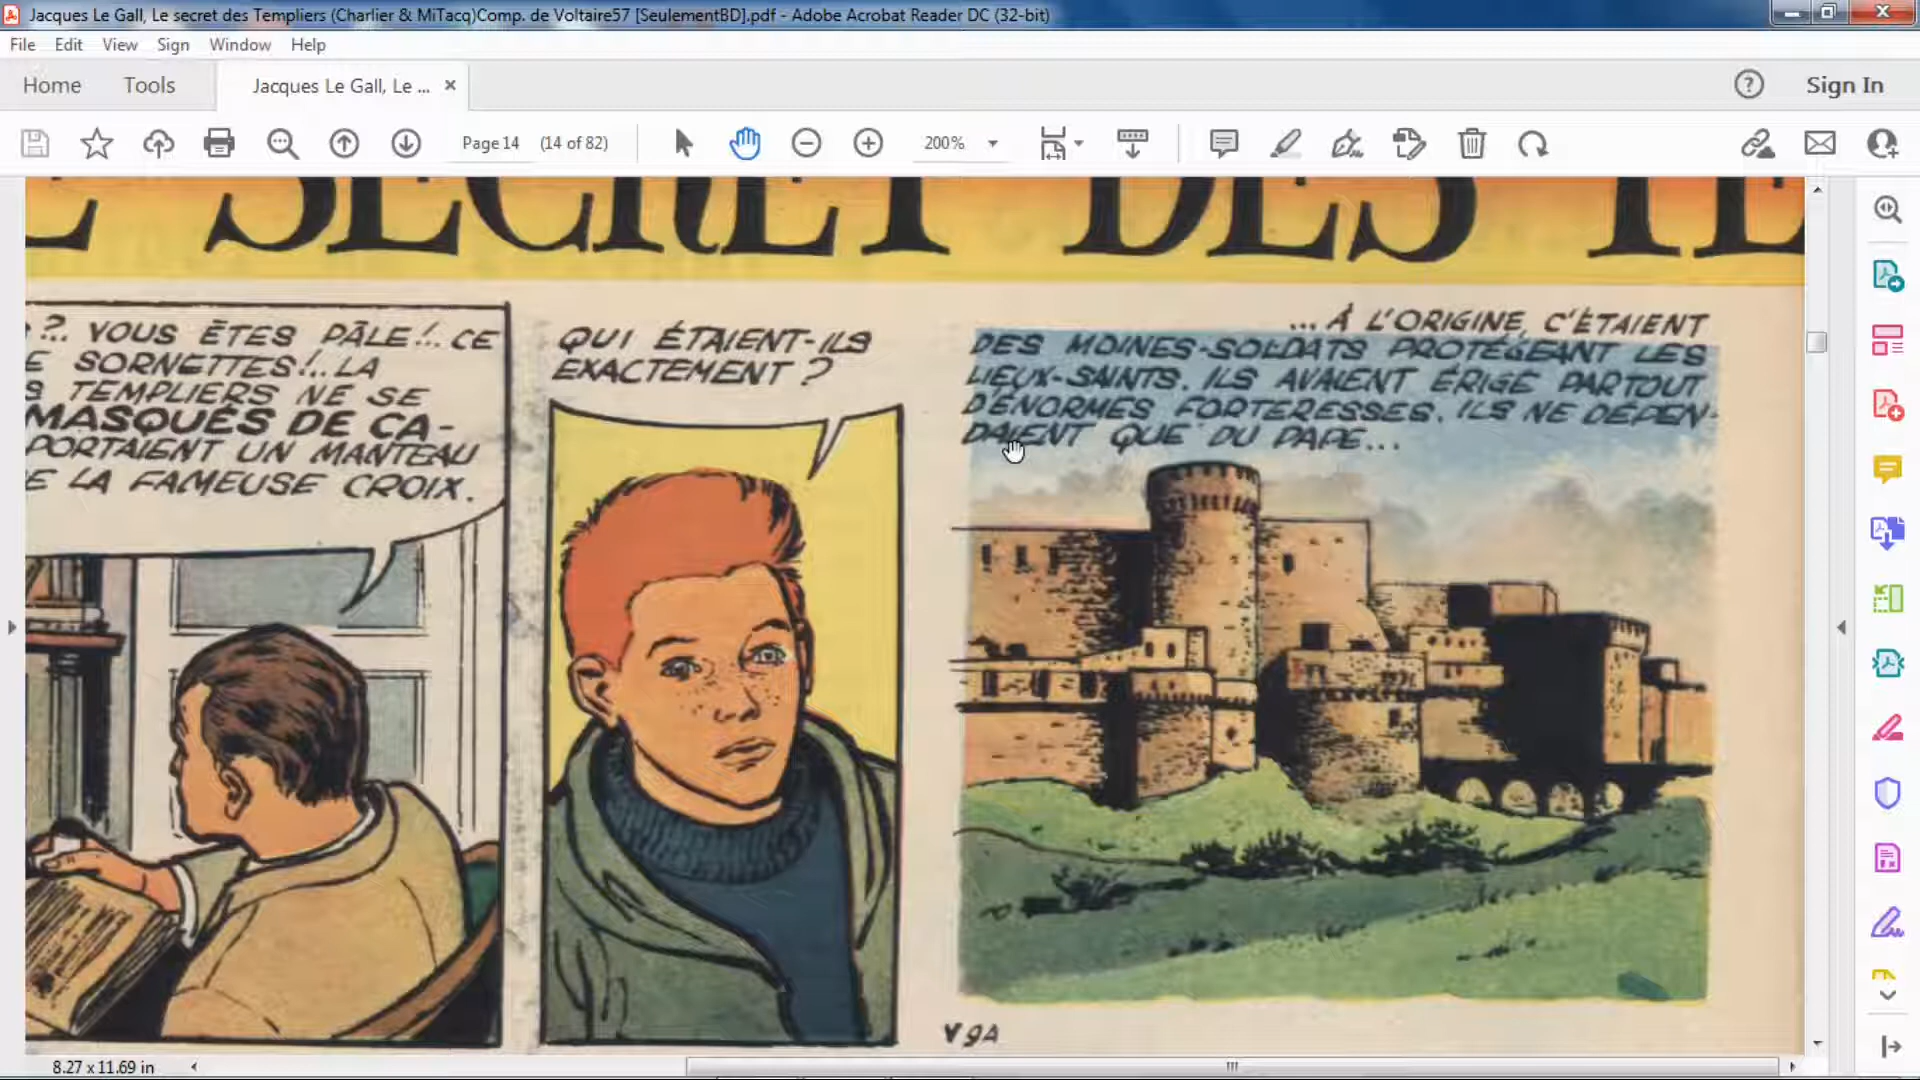 Jacques Le Gall, Le secret des Templiers (Charlier & MiTacq)Comp. de Voltaire57 [SeulementBD].pdf - Adobe Acrobat Reader DC (32-bit)
File Edit View Sign Window Help
Home Tools Jacques Le Gall, Le ... Sign In
Page 14 (14 of 82) 200%
SECRET DES
?.. VOUS ÊTES PÂLE!.. CE
E SORNETTES!.. LA
S TEMPLIERS NE SE
MASQUÉS DE CA-
PORTAIENT UN MANTEAU
E LA FAMEUSE CROIX.
QUI ÉTAIENT-ILS
EXACTEMENT ?
... À L'ORIGINE, C'ÉTAIENT
DES MOINES-SOLDATS PROTÉGEANT LES
LIEUX-SAINTS. ILS AVAIENT ÉRIGÉ PARTOUT
D'ÉNORMES FORTERESSES. ILS NE DÉPEN-
DAIENT QUE DU PAPE...
V 9A
8.27 x 11.69 in